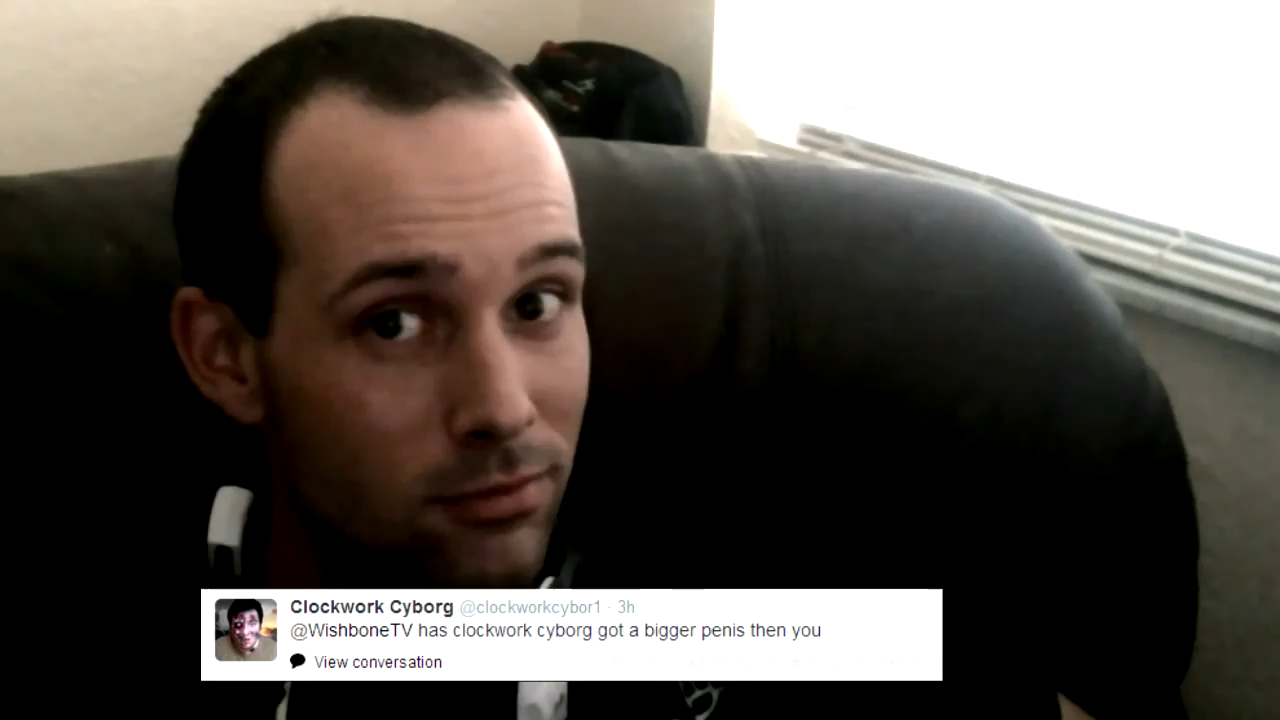 Clockwork Cyborg @clockworkcybor1 · 3h
@WishboneTV has clockwork cyborg got a bigger penis then you
View conversation